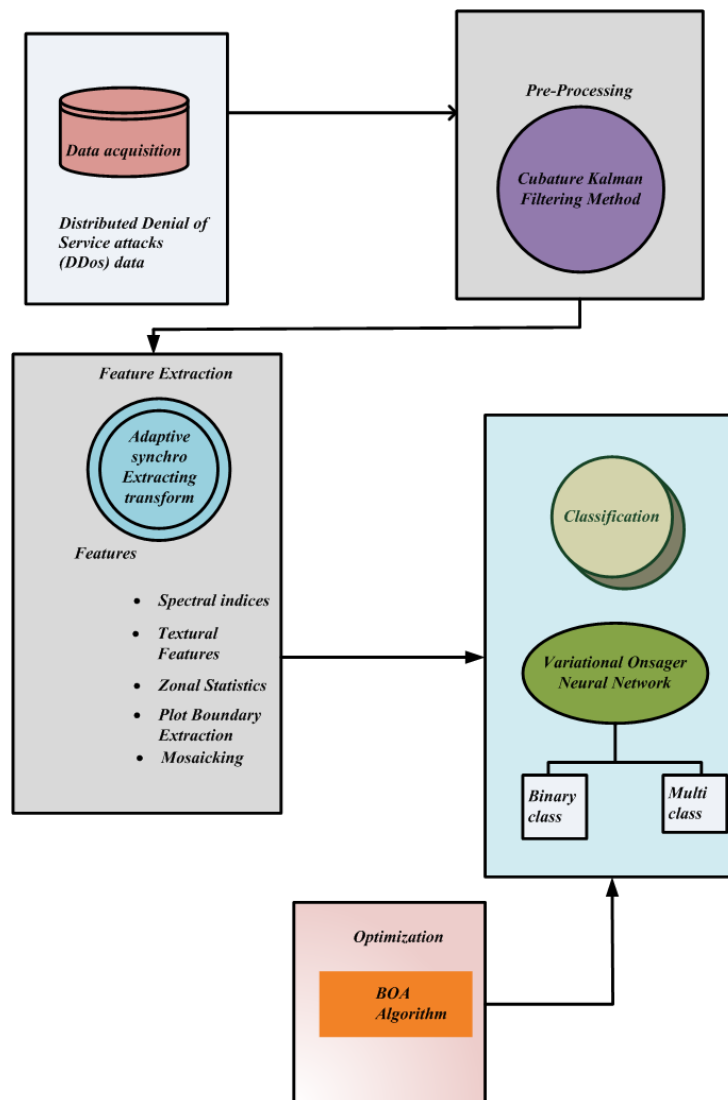 Data acquisition
Distributed Denial of
Service attacks
(DDos) data
Pre-Processing
Cubature Kalman
Filtering Method
Feature Extraction
Adaptive
synchro
Extracting
transform
Features
• Spectral indices
• Textural
Features
• Zonal Statistics
• Plot Boundary
Extraction
• Mosaicking
Classification
Variational Onsager
Neural Network
Binary
class
Multi
class
Optimization
BOA
Algorithm